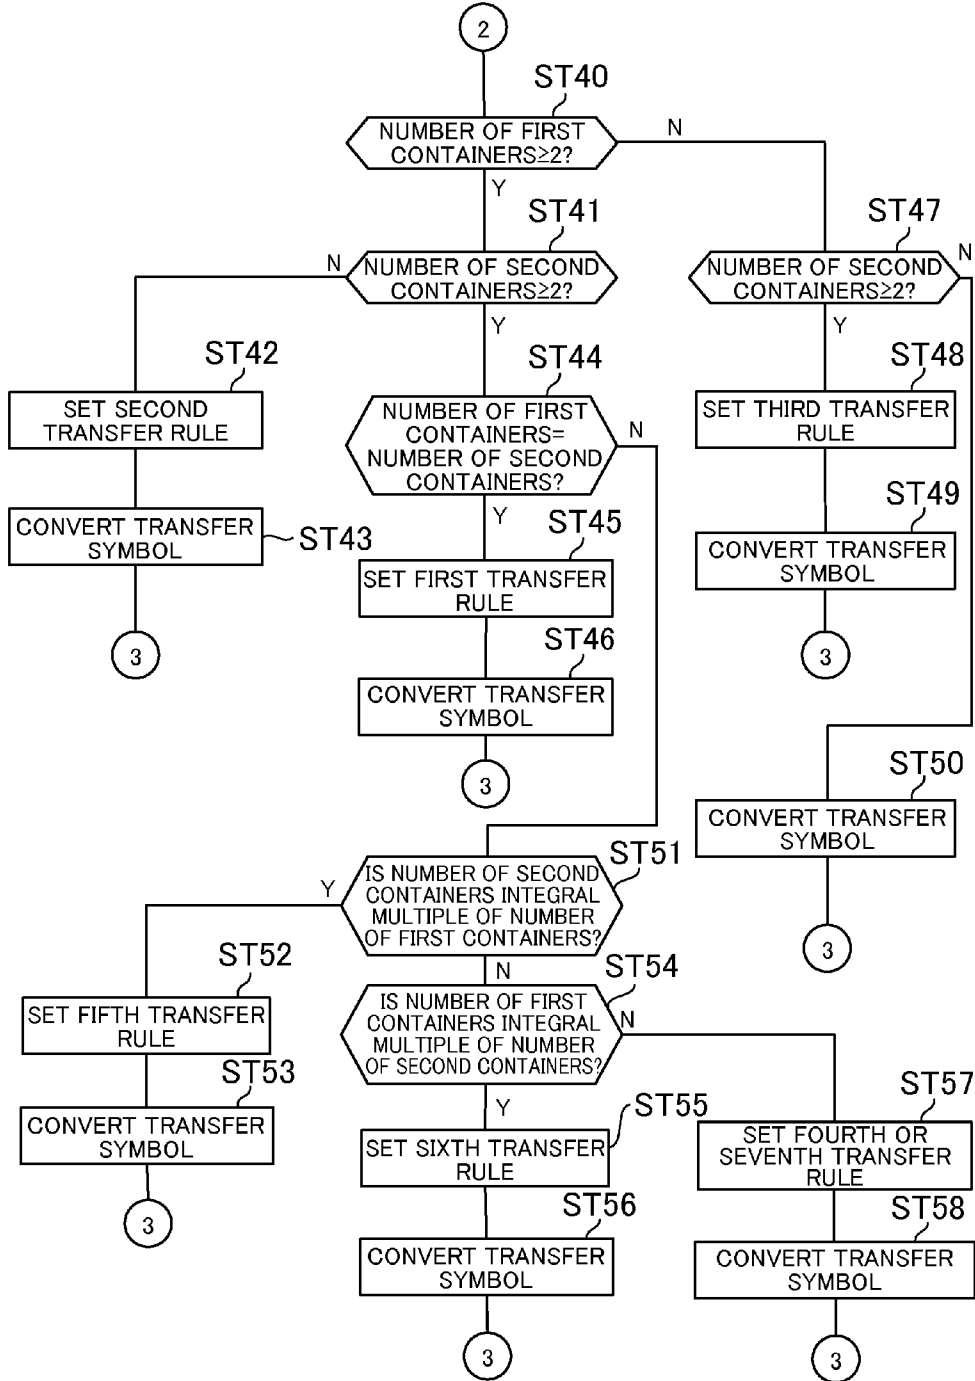 2
ST40
NUMBER OF FIRST
CONTAINERS≥2?
N
Y
ST41
NUMBER OF SECOND
CONTAINERS≥2?
N
Y
ST47
NUMBER OF SECOND
CONTAINERS≥2?
N
Y
ST42
SET SECOND
TRANSFER RULE
ST44
NUMBER OF FIRST
CONTAINERS=
NUMBER OF SECOND
CONTAINERS?
N
Y
ST48
SET THIRD TRANSFER
RULE
CONVERT TRANSFER
SYMBOL
ST43
3
ST45
SET FIRST TRANSFER
RULE
ST49
CONVERT TRANSFER
SYMBOL
3
ST46
CONVERT TRANSFER
SYMBOL
3
ST50
CONVERT TRANSFER
SYMBOL
3
ST51
IS NUMBER OF SECOND
CONTAINERS INTEGRAL
MULTIPLE OF NUMBER
OF FIRST CONTAINERS?
Y
N
ST52
SET FIFTH TRANSFER
RULE
ST53
CONVERT TRANSFER
SYMBOL
3
ST54
IS NUMBER OF FIRST
CONTAINERS INTEGRAL
MULTIPLE OF NUMBER
OF SECOND CONTAINERS?
N
Y
ST55
SET SIXTH TRANSFER
RULE
ST56
CONVERT TRANSFER
SYMBOL
3
ST57
SET FOURTH OR
SEVENTH TRANSFER
RULE
ST58
CONVERT TRANSFER
SYMBOL
3